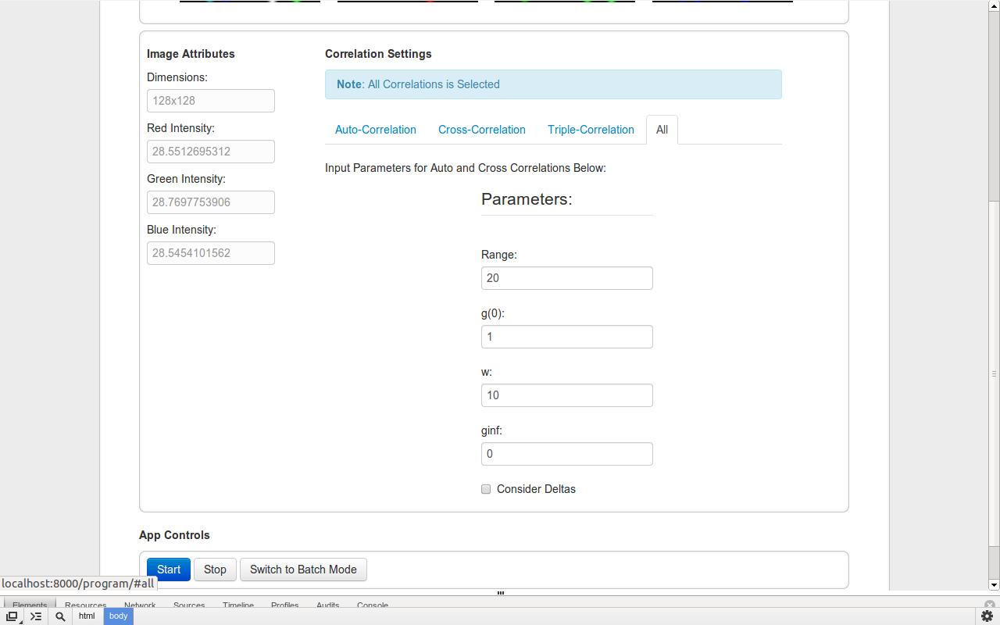 Image Attributes
Dimensions:
128x128
Red Intensity:
28.5512695312
Green Intensity:
28.7697753906
Blue Intensity:
28.5454101562
Correlation Settings
Note: All Correlations is Selected
Auto-Correlation Cross-Correlation Triple-Correlation All
Input Parameters for Auto and Cross Correlations Below:
Parameters:
Range:
20
g(0):
1
w:
10
ginf:
0
Consider Deltas
App Controls
Start Stop Switch to Batch Mode
localhost:8000/program/#all
Elements Resources Network Sources Timeline Profiles Audits Console
html body